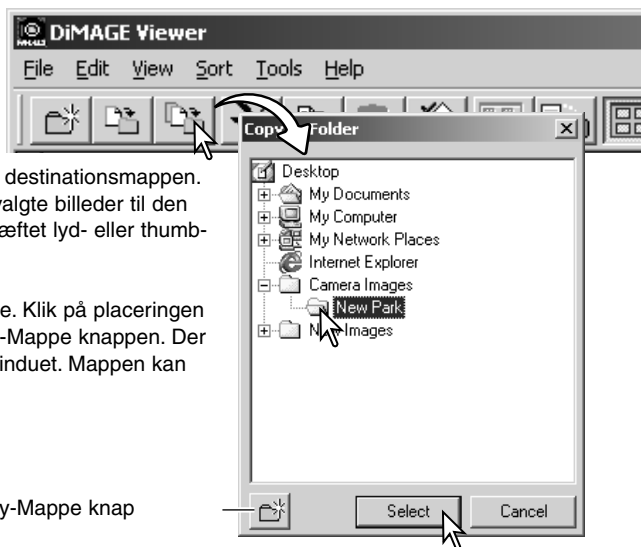 DiMAGE Viewer
File Edit View Sort Tools Help
Copy Folder
destinationsmappen.
valgte billeder til den
æftet lyd- eller thumb-
e. Klik på placeringen
-Mappe knappen. Der
induet. Mappen kan
y-Mappe knap
Desktop
My Documents
My Computer
My Network Places
Internet Explorer
Camera Images
New Park
New Images
Select Cancel